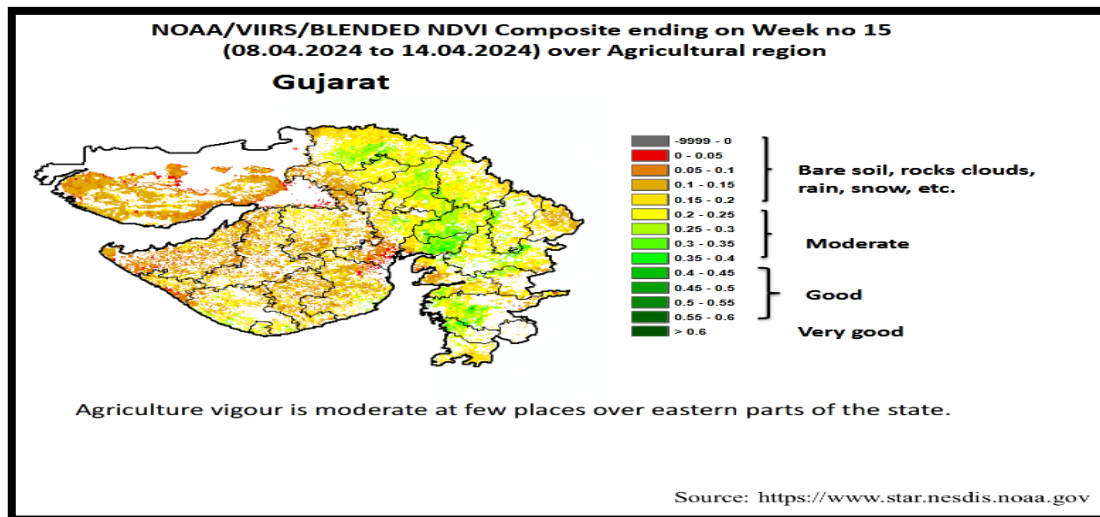 NOAA/VIIRS/BLENDED NDVI Composite ending on Week no 15
(08.04.2024 to 14.04.2024) over Agricultural region
Gujarat
-9999 - 0
0 - 0.05
0.05 - 0.1
0.1 - 0.15
0.15 - 0.2
0.2 - 0.25
0.25 - 0.3
0.3 - 0.35
0.35 - 0.4
0.4 - 0.45
0.45 - 0.5
0.5 - 0.55
0.55 - 0.6
> 0.6
Bare soil, rocks clouds,
rain, snow, etc.
Moderate
Good
Very good
Agriculture vigour is moderate at few places over eastern parts of the state.
Source: https://www.star.nesdis.noaa.gov